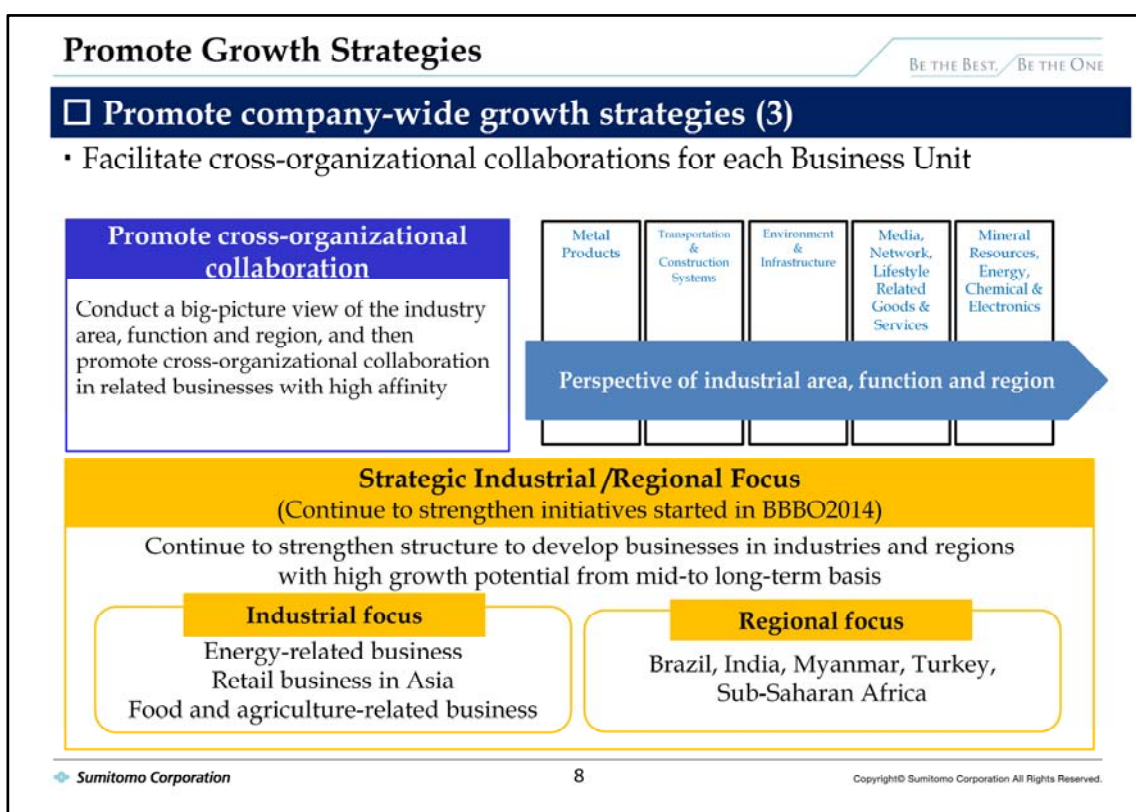 Promote Growth Strategies
BE THE BEST, BE THE ONE
□ Promote company-wide growth strategies (3)
・Facilitate cross-organizational collaborations for each Business Unit
Promote cross-organizational
collaboration
Conduct a big-picture view of the industry
area, function and region, and then
promote cross-organizational collaboration
in related businesses with high affinity
Metal
Products
Transportation
&
Construction
Systems
Environment
&
Infrastructure
Media,
Network,
Lifestyle
Related
Goods &
Services
Mineral
Resources,
Energy,
Chemical &
Electronics
Perspective of industrial area, function and region
Strategic Industrial /Regional Focus
(Continue to strengthen initiatives started in BBBO2014)
Continue to strengthen structure to develop businesses in industries and regions
with high growth potential from mid-to long-term basis
Industrial focus
Energy-related business
Retail business in Asia
Food and agriculture-related business
Regional focus
Brazil, India, Myanmar, Turkey,
Sub-Saharan Africa
Sumitomo Corporation
8
Copyright© Sumitomo Corporation All Rights Reserved.